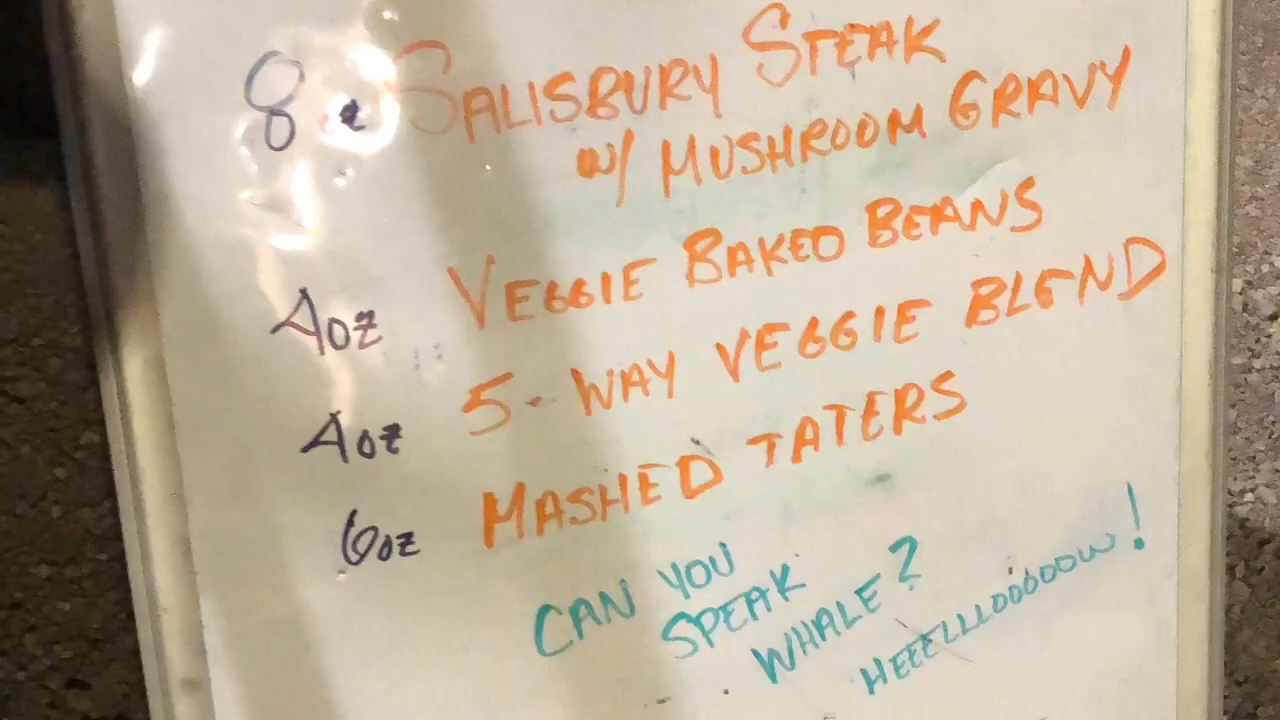 8 SALISBURY STEAK
w/ MUSHROOM GRAVY
4oz VEGGIE BAKED BEANS
4oz 5-WAY VEGGIE BLEND
6oz MASHED TATERS
CAN YOU
SPEAK
WHALE?
HEEELLLOOOOOOW!